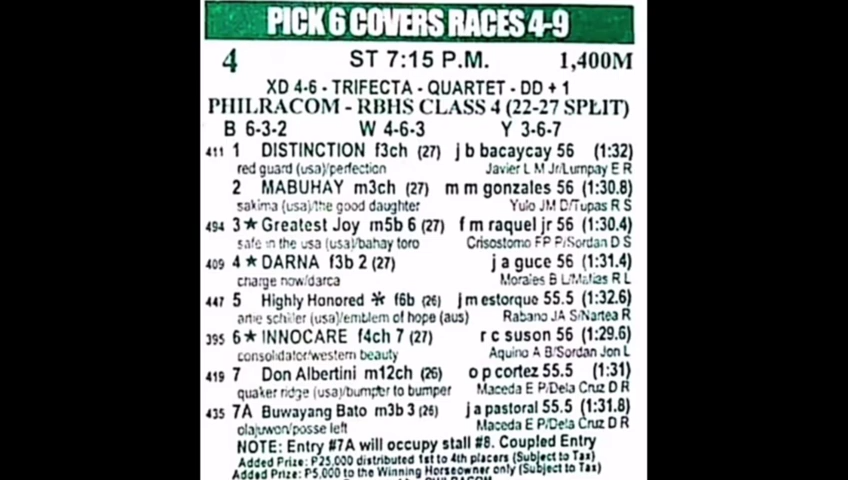 PICK 6 COVERS RACES 4-9
4 ST 7:15 P.M. 1,400M
XD 4-6 - TRIFECTA - QUARTET - DD + 1
PHILRACOM - RBHS CLASS 4 (22-27 SPLIT)
B 6-3-2 W 4-6-3 Y 3-6-7
411 1 DISTINCTION f3ch (27) j b bacaycay 56 (1:32)
red guard (usa)/perfection Javier L M Jr/Lumpay E R
2 MABUHAY m3ch (27) m m gonzales 56 (1:30.8)
sakima (usa)/the good daughter Yulo JM D/Tupas R S
494 3 ★ Greatest Joy m5b 6 (27) f m raquel jr 56 (1:30.4)
safe in the usa (usa)/bahay toro Crisostomo FP P/Sordan D S
409 4 ★ DARNA f3b 2 (27) j a guce 56 (1:31.4)
charge now/darca Morales B L/Matias R L
447 5 Highly Honored * f6b (26) j m estorque 55.5 (1:32.6)
artie schiller (usa)/emblem of hope (aus) Rabano JA S/Nartea R
395 6 ★ INNOCARE f4ch 7 (27) r c suson 56 (1:29.6)
consolidator/western beauty Aquino A B/Sordan Jon L
419 7 Don Albertini m12ch (26) o p cortez 55.5 (1:31)
quaker ridge (usa)/bumpter to bumper Maceda E P/Dela Cruz D R
435 7A Buwayang Bato m3b 3 (26) j a pastoral 55.5 (1:31.8)
olajuwon/posse left Maceda E P/Dela Cruz D R
NOTE: Entry #7A will occupy stall #8. Coupled Entry
Added Prize: P25,000 distributed 1st to 4th placers (Subject to Tax)
Added Prize: P5,000 to the Winning Horseowner only (Subject to Tax)